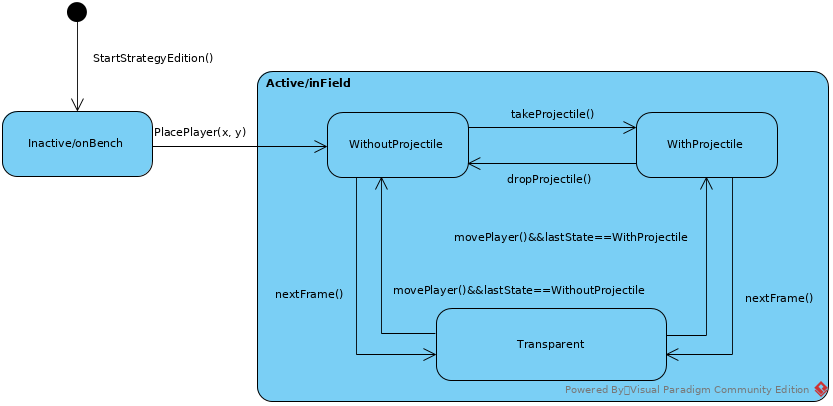 StartStrategyEdition()
Active/inField
Inactive/onBench
PlacePlayer(x, y)
WithoutProjectile
takeProjectile()
WithProjectile
dropProjectile()
movePlayer()&&lastState==WithProjectile
nextFrame()
movePlayer()&&lastState==WithoutProjectile
nextFrame()
Transparent
Powered By Visual Paradigm Community Edition